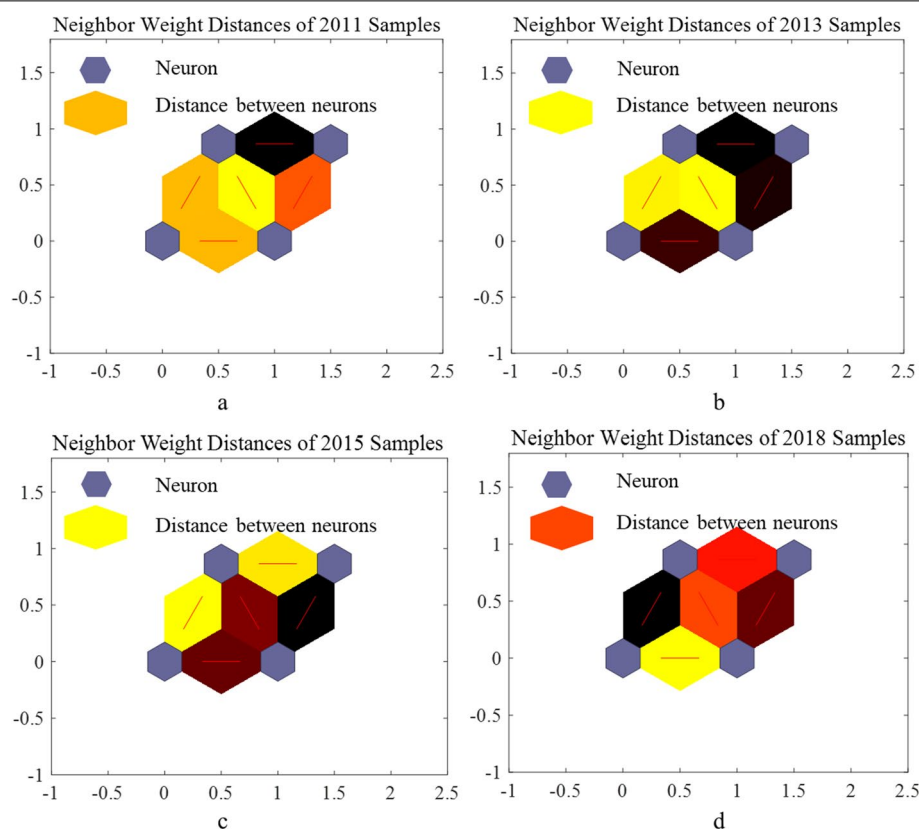 Neighbor Weight Distances of 2011 Samples
1.5
1
0.5
0
-0.5
-1
Neuron
Distance between neurons
-1 -0.5 0 0.5 1 1.5 2 2.5
a
Neighbor Weight Distances of 2013 Samples
1.5
1
0.5
0
-0.5
-1
Neuron
Distance between neurons
-1 -0.5 0 0.5 1 1.5 2 2.5
b
Neighbor Weight Distances of 2015 Samples
1.5
1
0.5
0
-0.5
-1
Neuron
Distance between neurons
-1 -0.5 0 0.5 1 1.5 2 2.5
c
Neighbor Weight Distances of 2018 Samples
1.5
1
0.5
0
-0.5
-1
Neuron
Distance between neurons
-1 -0.5 0 0.5 1 1.5 2 2.5
d